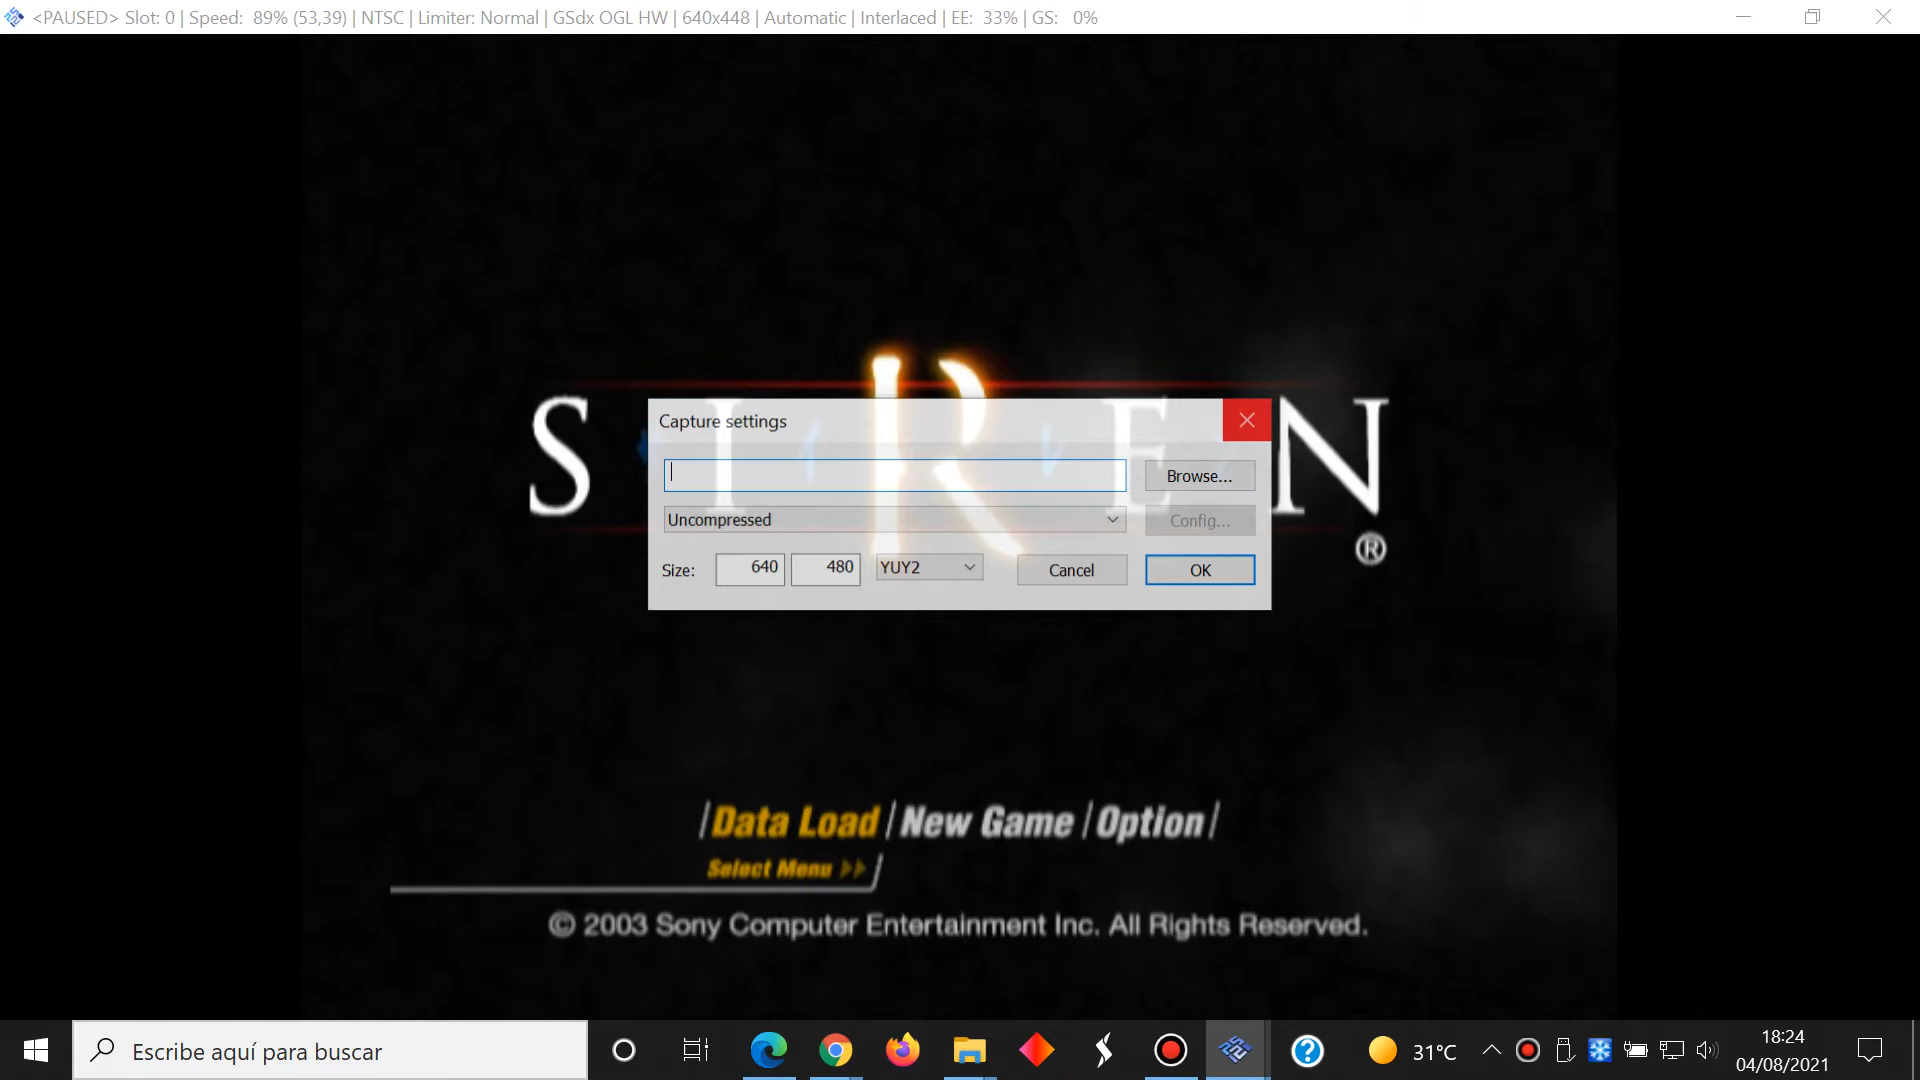 <PAUSED> Slot: 0 | Speed: 89% (53,39) | NTSC | Limiter: Normal | GSdx OGL HW | 640x448 | Automatic | Interlaced | EE: 33% | GS: 0%
SIREN
®
Capture settings
Browse...
Uncompressed
Config...
Size: 640 480 YUY2 Cancel OK
/Data Load/New Game/Option/
Select Menu
© 2003 Sony Computer Entertainment Inc. All Rights Reserved.
Escribe aquí para buscar
31°C
18:24
04/08/2021